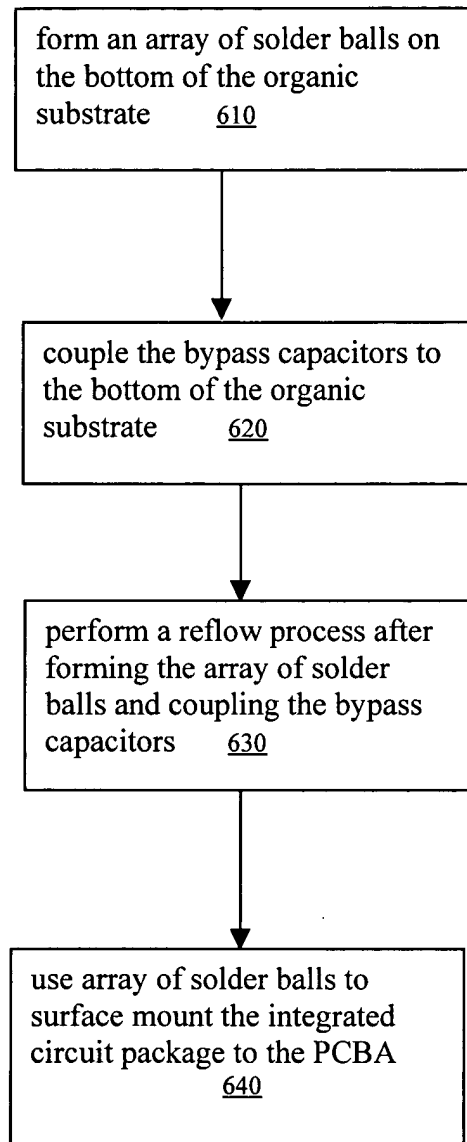 form an array of solder balls on
the bottom of the organic
substrate 610
couple the bypass capacitors to
the bottom of the organic
substrate 620
perform a reflow process after
forming the array of solder
balls and coupling the bypass
capacitors 630
use array of solder balls to
surface mount the integrated
circuit package to the PCBA
640